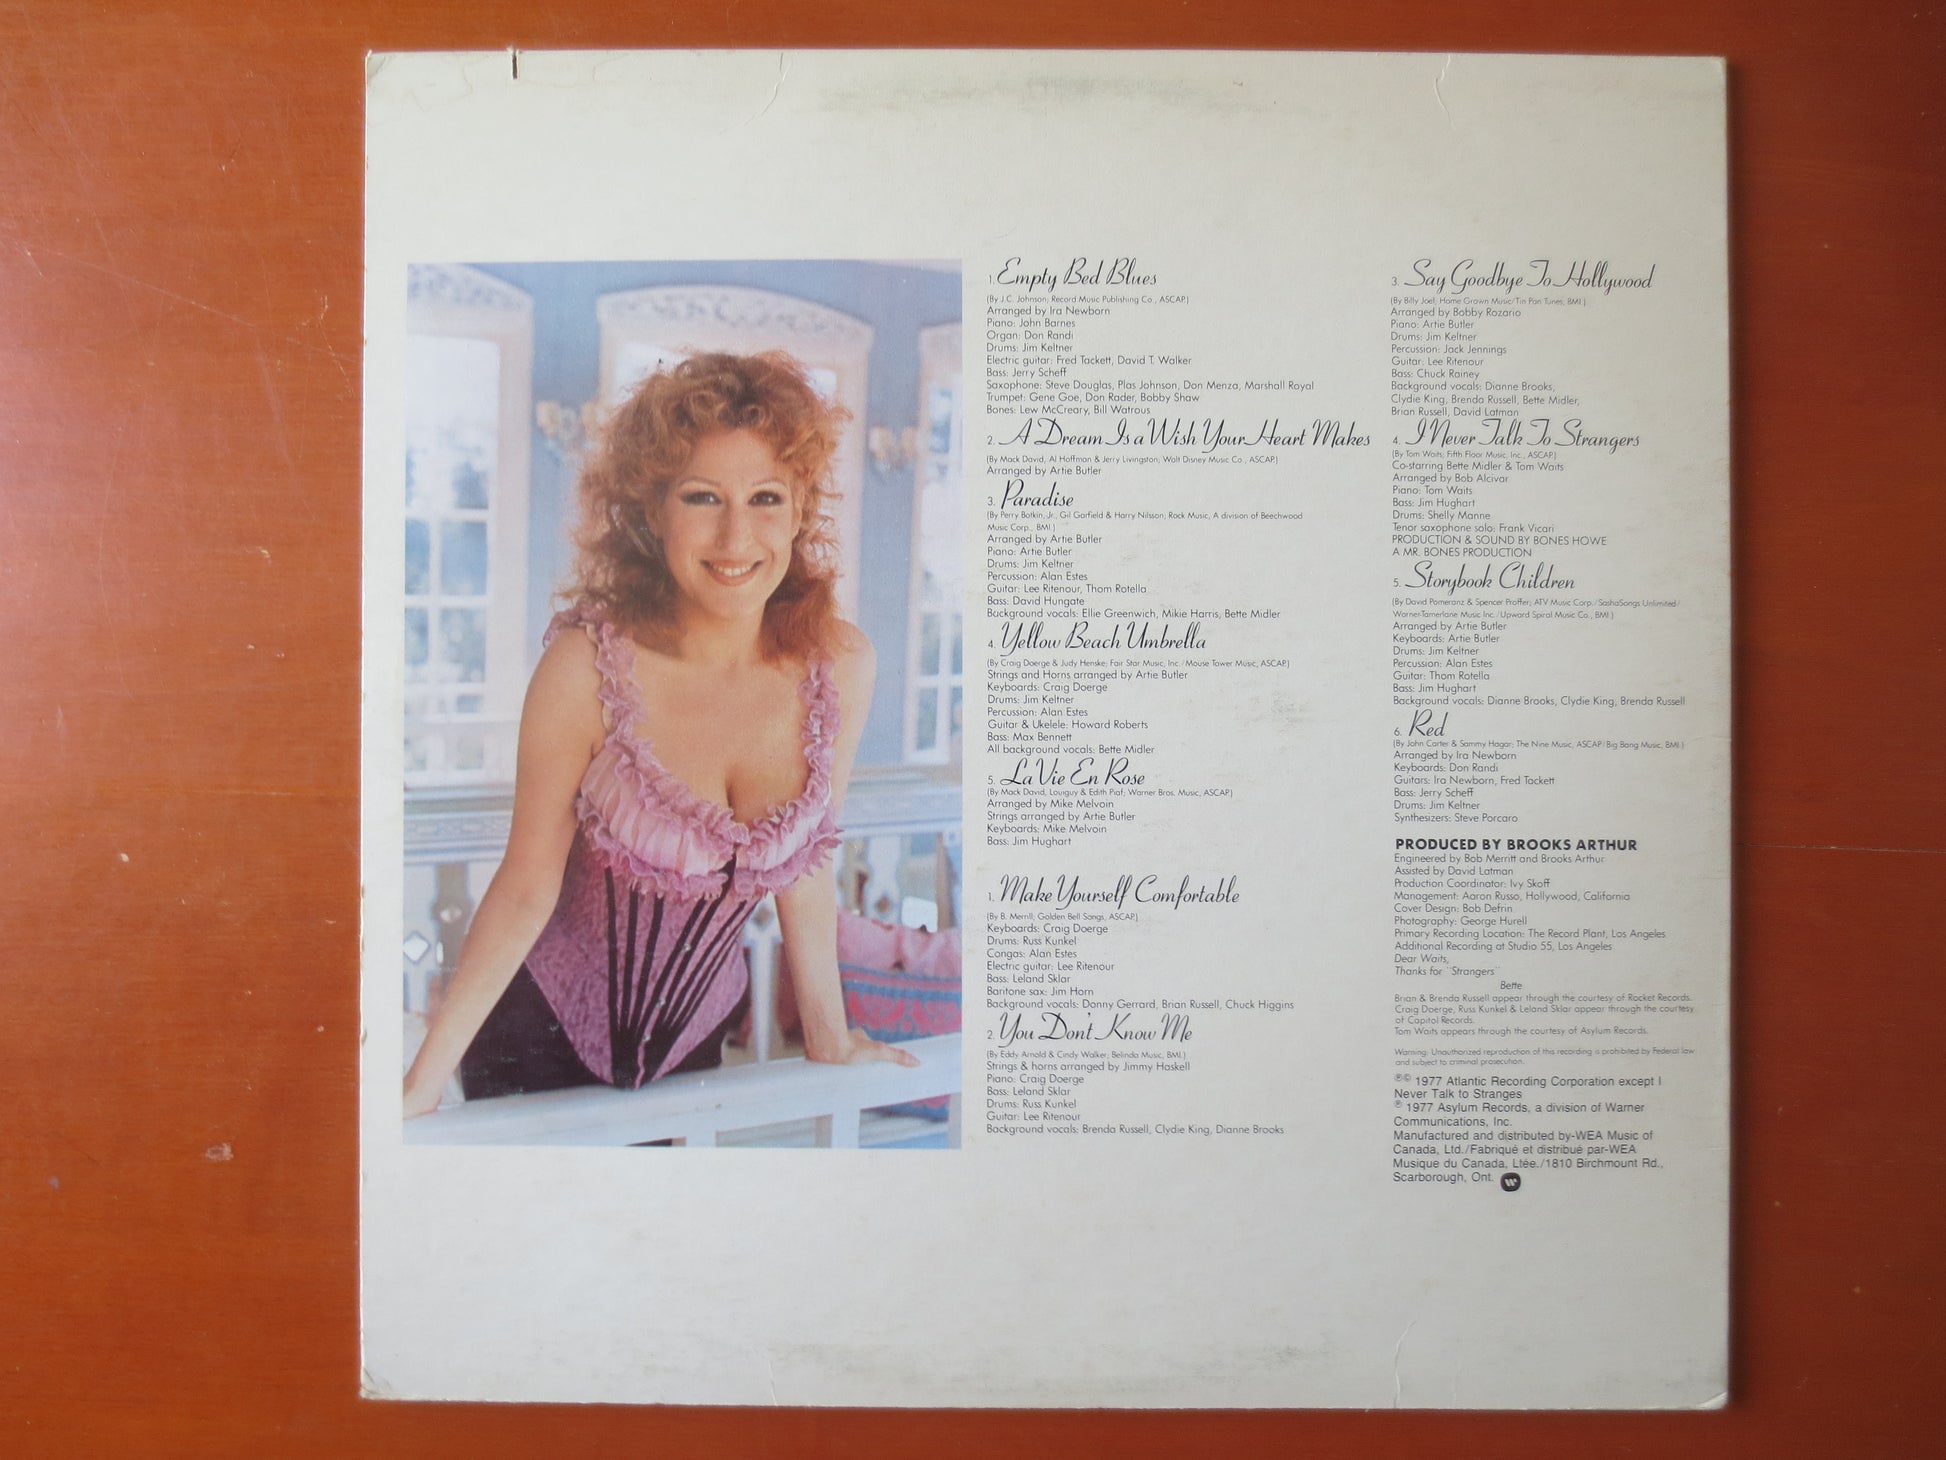 1. Empty Bed Blues
(By J.C. Johnson; Record Music Publishing Co., ASCAP.)
Arranged by Ira Newborn
Piano: John Barnes
Organ: Don Randi
Drums: Jim Keltner
Electric guitar: Fred Tackett, David T. Walker
Bass: Jerry Scheff
Saxophone: Steve Douglas, Plas Johnson, Don Menza, Marshall Royal
Trumpet: Gene Goe, Don Rader, Bobby Shaw
Bones: Lew McCreary, Bill Watrous
2. A Dream Is a Wish Your Heart Makes
(By Mack David, Al Hoffman & Jerry Livingston; Walt Disney Music Co., ASCAP.)
Arranged by Artie Butler
3. Paradise
(By Perry Botkin, Jr., Gil Garfield & Harry Nilsson; Rock Music, A division of Beechwood
Music Corp., BMI.)
Arranged by Artie Butler
Piano: Artie Butler
Drums: Jim Keltner
Percussion: Alan Estes
Guitar: Lee Ritenour, Thom Rotella
Bass: David Hungate
Background vocals: Ellie Greenwich, Mikie Harris, Bette Midler
4. Yellow Beach Umbrella
(By Craig Doerge & Judy Henske; Fair Star Music, Inc./Mouse Tower Music, ASCAP.)
Strings and Horns arranged by Artie Butler
Keyboards: Craig Doerge
Drums: Jim Keltner
Percussion: Alan Estes
Guitar & Ukelele: Howard Roberts
Bass: Max Bennett
All background vocals: Bette Midler
5. La Vie En Rose
(By Mack David, Louiguy & Edith Piaf; Warner Bros. Music, ASCAP.)
Arranged by Mike Melvoin
Strings arranged by Artie Butler
Keyboards: Mike Melvoin
Bass: Jim Hughart
1. Make Yourself Comfortable
(By B. Merrill; Golden Bell Songs, ASCAP.)
Keyboards: Craig Doerge
Drums: Russ Kunkel
Congas: Alan Estes
Electric guitar: Lee Ritenour
Bass: Leland Sklar
Baritone sax: Jim Horn
Background vocals: Donny Gerrard, Brian Russell, Chuck Higgins
2. You Don't Know Me
(By Eddy Arnold & Cindy Walker; Belinda Music, BMI.)
Strings & horns arranged by Jimmy Haskell
Piano: Craig Doerge
Bass: Leland Sklar
Drums: Russ Kunkel
Guitar: Lee Ritenour
Background vocals: Brenda Russell, Clydie King, Dianne Brooks
3. Say Goodbye To Hollywood
(By Billy Joel; Home Grown Music/Tin Pan Tunes, BMI.)
Arranged by Bobby Rozario
Piano: Artie Butler
Drums: Jim Keltner
Percussion: Jack Jennings
Guitar: Lee Ritenour
Bass: Chuck Rainey
Background vocals: Dianne Brooks,
Clydie King, Brenda Russell, Bette Midler,
Brian Russell, David Latman
4. I Never Talk To Strangers
(By Tom Waits; Fifth Floor Music, Inc., ASCAP.)
Co-starring Bette Midler & Tom Waits
Arranged by Bob Alcivar
Piano: Tom Waits
Bass: Jim Hughart
Drums: Shelly Manne
Tenor saxophone solo: Frank Vicari
PRODUCTION & SOUND BY BONES HOWE
A MR. BONES PRODUCTION
5. Storybook Children
(By David Pomeranz & Spencer Proffer; ATV Music Corp./SashaSongs Unlimited/
Warner-Tamerlane Music Inc./Upward Spiral Music Co., BMI.)
Arranged by Artie Butler
Keyboards: Artie Butler
Drums: Jim Keltner
Percussion: Alan Estes
Guitar: Thom Rotella
Bass: Jim Hughart
Background vocals: Dianne Brooks, Clydie King, Brenda Russell
6. Red
(By John Carter & Sammy Hagar; The Nine Music, ASCAP/Big Bang Music, BMI.)
Arranged by Ira Newborn
Keyboards: Don Randi
Guitars: Ira Newborn, Fred Tackett
Bass: Jerry Scheff
Drums: Jim Keltner
Synthesizers: Steve Porcaro
PRODUCED BY BROOKS ARTHUR
Engineered by Bob Merritt and Brooks Arthur
Assisted by David Latman
Production Coordinator: Ivy Skoff
Management: Aaron Russo, Hollywood, California
Cover Design: Bob Defrin
Photography: George Hurell
Primary Recording Location: The Record Plant, Los Angeles
Additional Recording at Studio 55, Los Angeles
Dear Waits,
Thanks for "Strangers"
Bette
Brian & Brenda Russell appear through the courtesy of Rocket Records.
Craig Doerge, Russ Kunkel & Leland Sklar appear through the courtesy
of Capitol Records.
Tom Waits appears through the courtesy of Asylum Records.
Warning: Unauthorized reproduction of this recording is prohibited by Federal law
and subject to criminal prosecution.
℗© 1977 Atlantic Recording Corporation except I
Never Talk to Stranges
℗ 1977 Asylum Records, a division of Warner
Communications, Inc.
Manufactured and distributed by-WEA Music of
Canada, Ltd./Fabriqué et distribué par-WEA
Musique du Canada, Ltée./1810 Birchmount Rd.,
Scarborough, Ont.